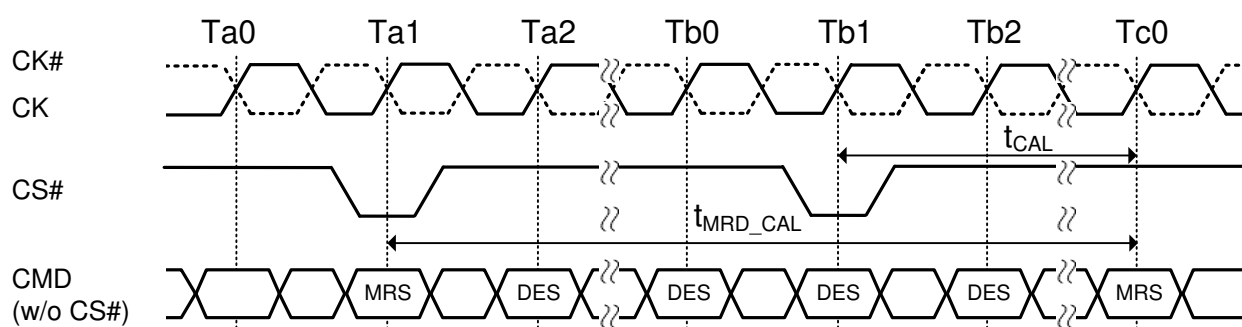 Ta0 Ta1 Ta2 Tb0 Tb1 Tb2 Tc0
CK#
CK
tCAL
CS#
tMRD_CAL
CMD MRS DES DES DES DES MRS
(w/o CS#)